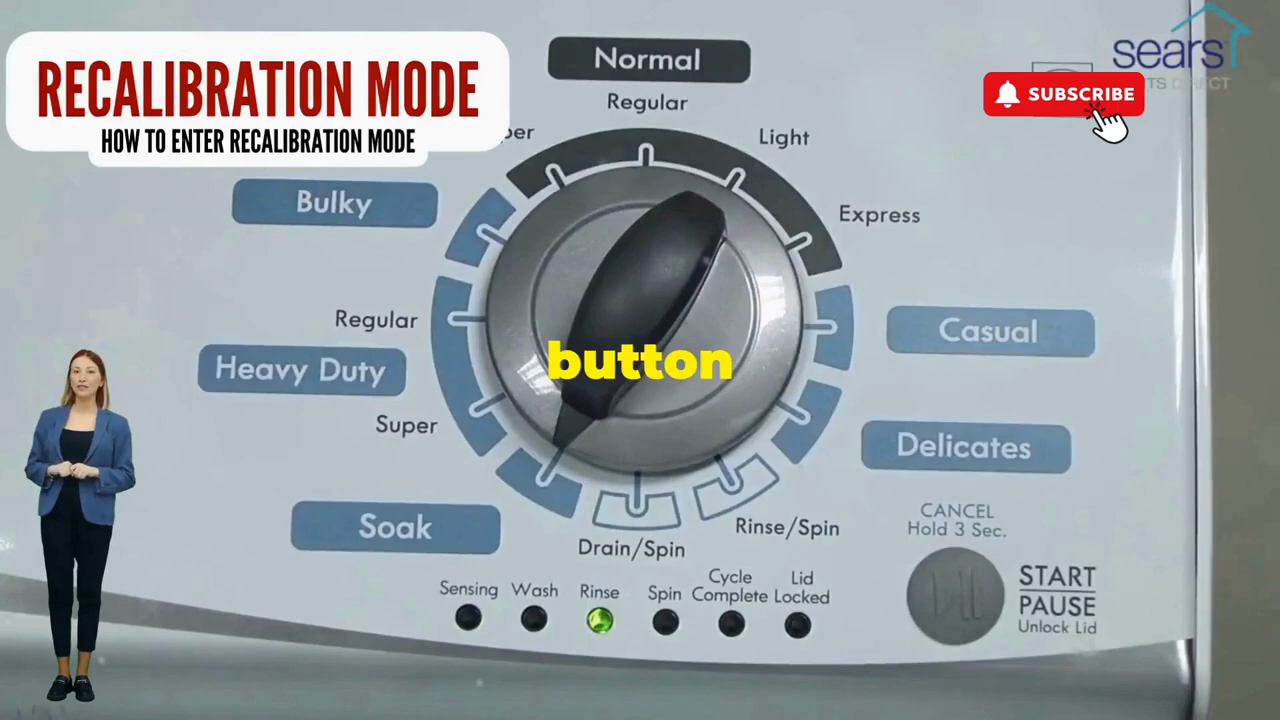 RECALIBRATION MODE
HOW TO ENTER RECALIBRATION MODE
sears
SUBSCRIBE
Normal
Regular
Light
Express
Bulky
Regular
Heavy Duty
Super
button
Casual
Delicates
Soak
Drain/Spin
Rinse/Spin
CANCEL
Hold 3 Sec.
START
PAUSE
Unlock Lid
Sensing
Wash
Rinse
Spin
Cycle
Complete
Lid
Locked